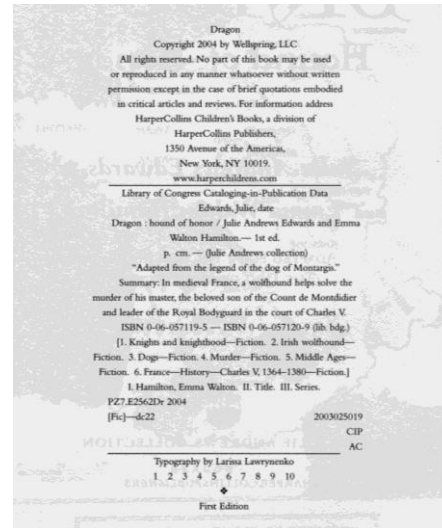 Dragon
Copyright 2004 by Wellspring, LLC
All rights reserved. No part of this book may be used
or reproduced in any manner whatsoever without written
permission except in the case of brief quotations embodied
in critical articles and reviews. For information address
HarperCollins Children's Books, a division of
HarperCollins Publishers,
1350 Avenue of the Americas,
New York, NY 10019.
www.harperchildrens.com
Library of Congress Cataloging-in-Publication Data
Edwards, Julie, date
Dragon : hound of honor / Julie Andrews Edwards and Emma
Walton Hamilton.— 1st ed.
p. cm. — (Julie Andrews collection)
"Adapted from the legend of the dog of Montargis."
Summary: In medieval France, a wolfhound helps solve the
murder of his master, the beloved son of the Count de Montdidier
and leader of the Royal Bodyguard in the court of Charles V.
ISBN 0-06-057119-5 — ISBN 0-06-057120-9 (lib. bdg.)
[1. Knights and knighthood—Fiction. 2. Irish wolfhound—
Fiction. 3. Dogs—Fiction. 4. Murder—Fiction. 5. Middle Ages—
Fiction. 6. France—History—Charles V, 1364–1380—Fiction.]
I. Hamilton, Emma Walton. II. Title. III. Series.
PZ7.E2562Dr 2004
[Fic]—dc22 2003025019
CIP
AC
Typography by Larissa Lawrynenko
1 2 3 4 5 6 7 8 9 10
❖
First Edition